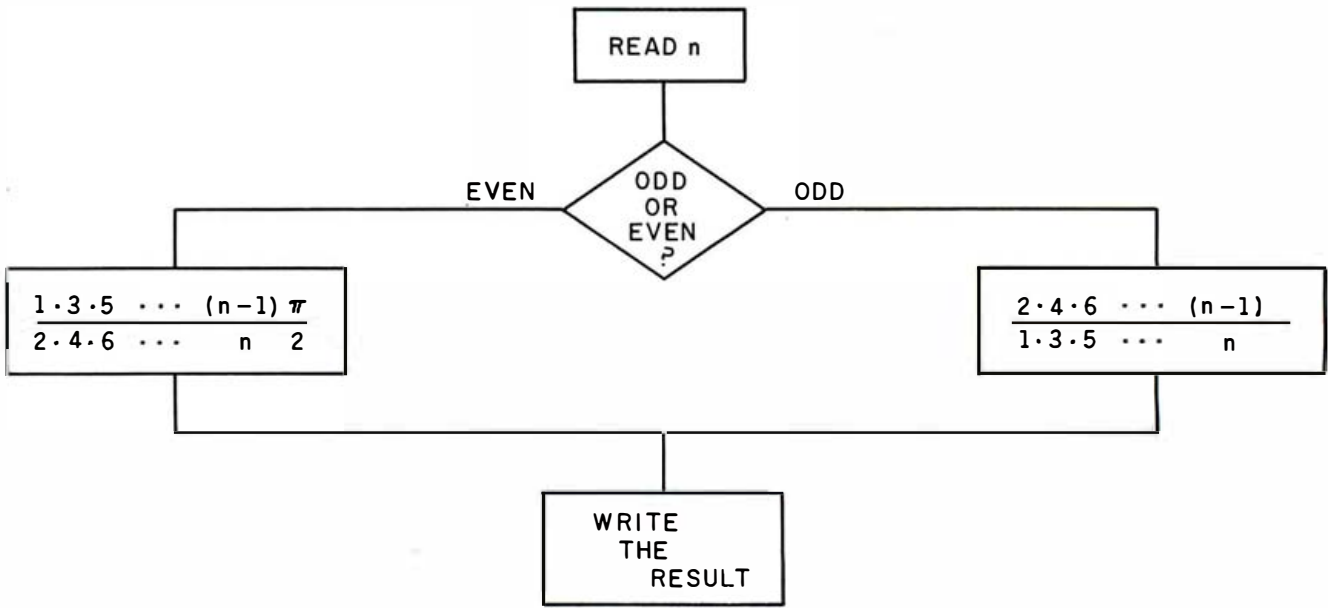 READ n
ODD
OR
EVEN
?
EVEN
ODD
1·3·5 ··· (n-1) π
2·4·6 ··· n 2
2·4·6 ··· (n-1)
1·3·5 ··· n
WRITE
THE
RESULT